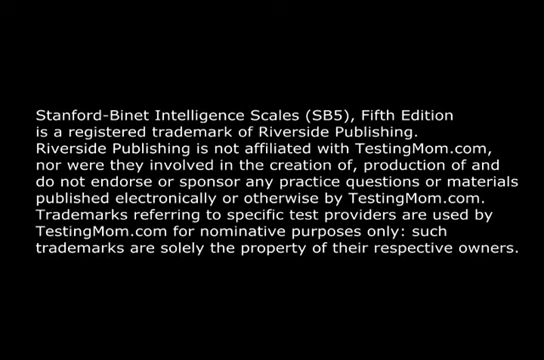 Stanford-Binet Intelligence Scales (SB5), Fifth Edition
is a registered trademark of Riverside Publishing.
Riverside Publishing is not affiliated with TestingMom.com,
nor were they involved in the creation of, production of and
do not endorse or sponsor any practice questions or materials
published electronically or otherwise by TestingMom.com.
Trademarks referring to specific test providers are used by
TestingMom.com for nominative purposes only: such
trademarks are solely the property of their respective owners.